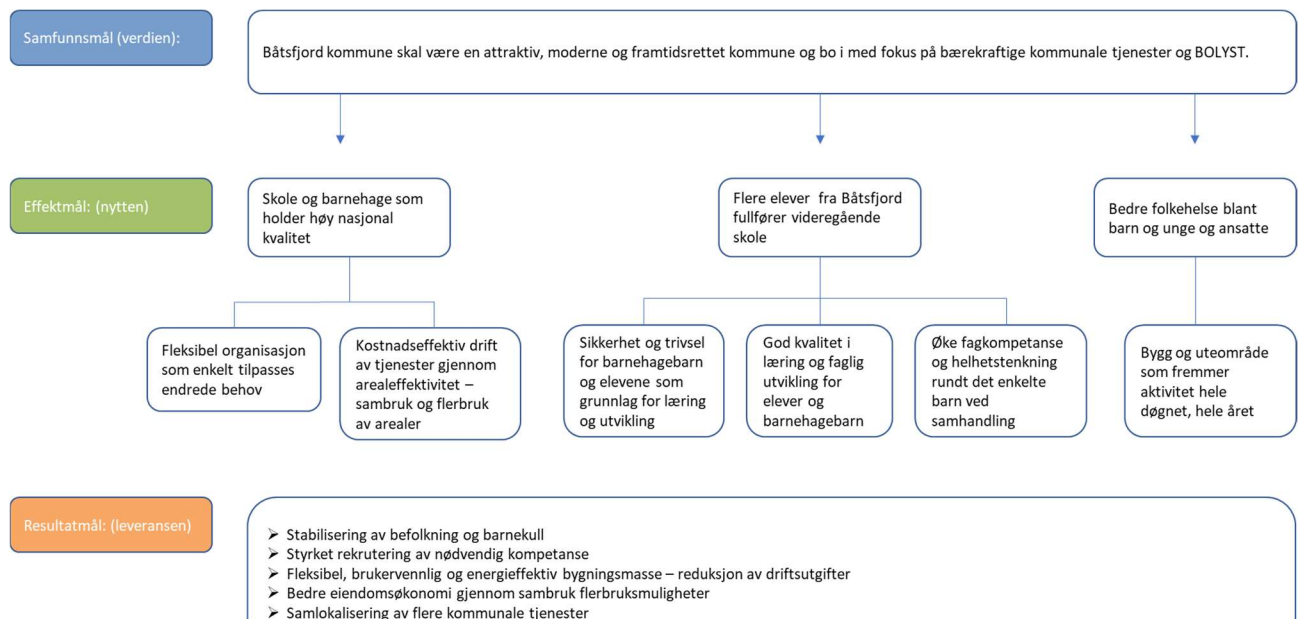 Samfunnsmål (verdien):
Båtsfjord kommune skal være en attraktiv, moderne og framtidsrettet kommune og bo i med fokus på bærekraftige kommunale tjenester og BOLYST.
Effektmål: (nytten)
Skole og barnehage som
holder høy nasjonal
kvalitet
Flere elever fra Båtsfjord
fullfører videregående
skole
Bedre folkehelse blant
barn og unge og ansatte
Fleksibel organisasjon
som enkelt tilpasses
endrede behov
Kostnadseffektiv drift
av tjenester gjennom
arealeffektivitet –
sambruk og flerbruk
av arealer
Sikkerhet og trivsel
for barnehagebarn
og elevene som
grunnlag for læring
og utvikling
God kvalitet i
læring og faglig
utvikling for
elever og
barnehagebarn
Øke fagkompetanse
og helhetstenkning
rundt det enkelte
barn ved
samhandling
Bygg og uteområde
som fremmer
aktivitet hele
døgnet, hele året
Resultatmål: (leveransen)
➢ Stabilisering av befolkning og barnekull
➢ Styrket rekrutering av nødvendig kompetanse
➢ Fleksibel, brukervennlig og energieffektiv bygningsmasse – reduksjon av driftsutgifter
➢ Bedre eiendomsøkonomi gjennom sambruk flerbruksmuligheter
➢ Samlokalisering av flere kommunale tjenester